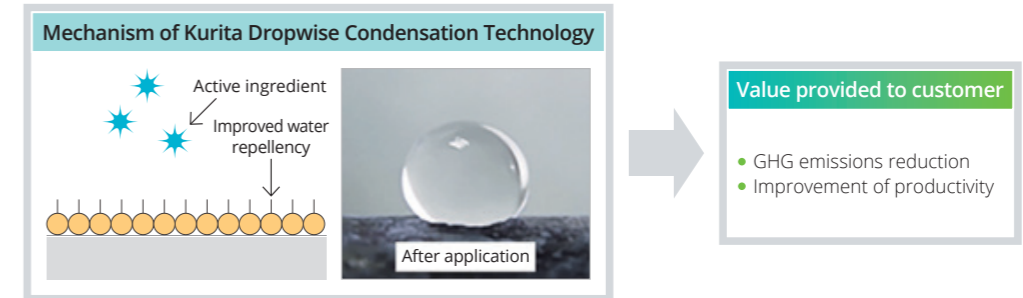 Mechanism of Kurita Dropwise Condensation Technology
Active ingredient
Improved water
repellency
After application
Value provided to customer
• GHG emissions reduction
• Improvement of productivity